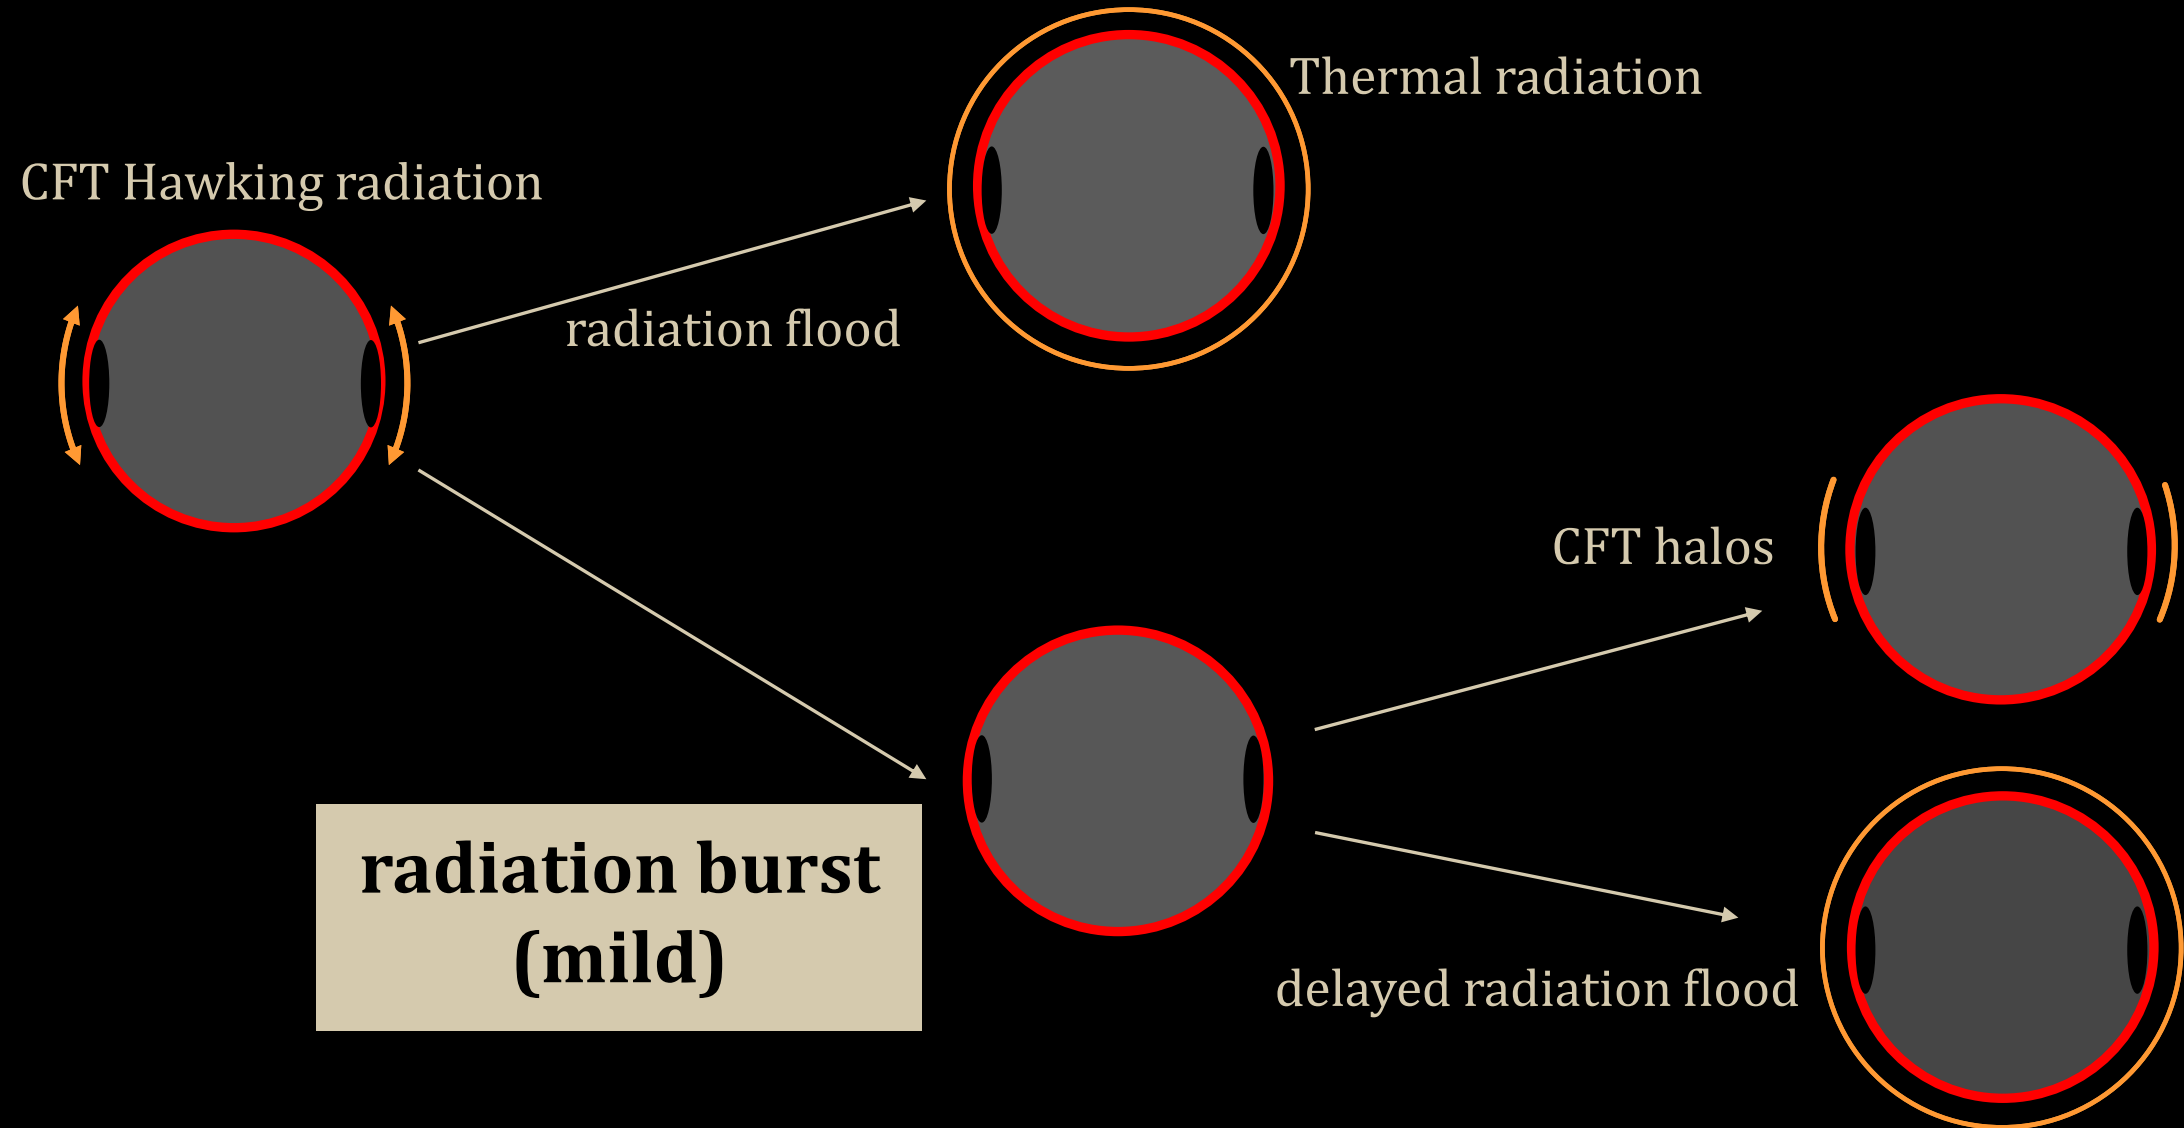 Thermal radiation
CFT Hawking radiation
radiation flood
CFT halos
radiation burst
(mild)
delayed radiation flood